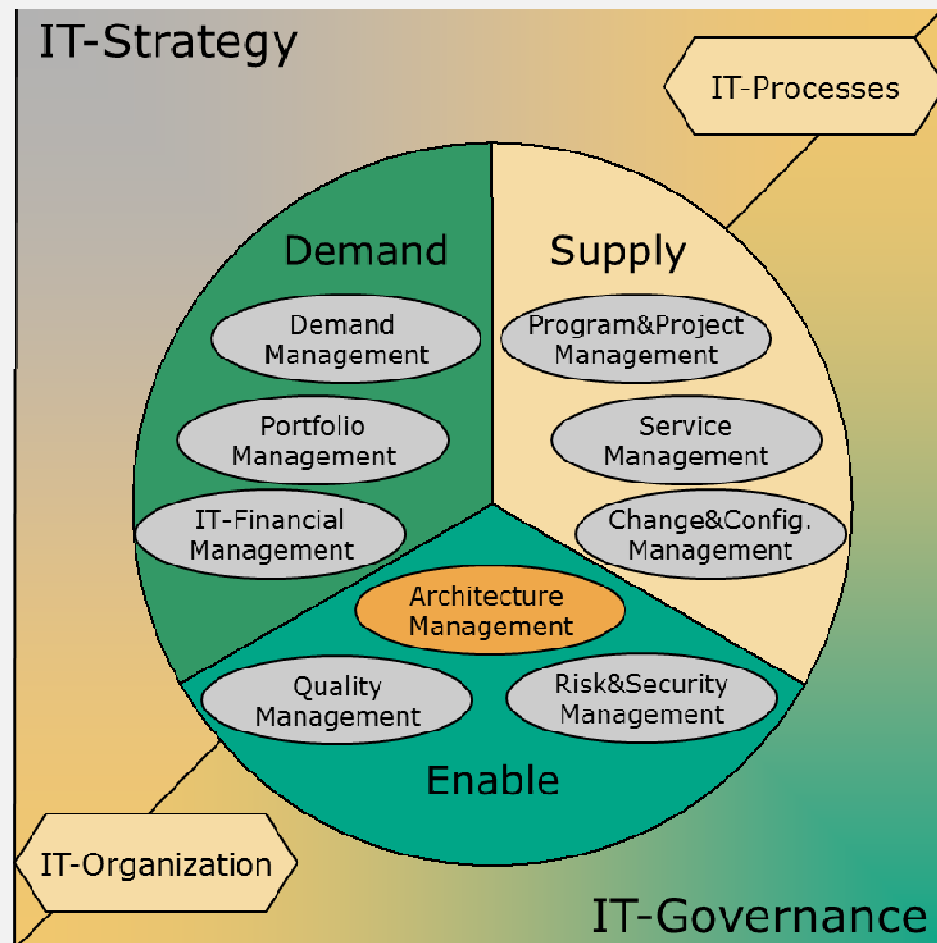 IT-Strategy
IT-Processes
Demand
Supply
Demand
Management
Program&Project
Management
Portfolio
Management
Service
Management
IT-Financial
Management
Change&Config.
Management
Architecture
Management
Quality
Management
Risk&Security
Management
Enable
IT-Organization
IT-Governance